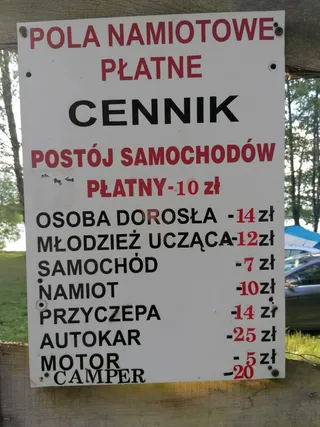 POLA NAMIOTOWE
PŁATNE
CENNIK
POSTÓJ SAMOCHODÓW
PŁATNY-10 zł
OSOBA DOROSŁA -14 zł
MŁODZIEŻ UCZĄCA-12 zł
SAMOCHÓD -7 zł
NAMIOT -10 zł
PRZYCZEPA -14 zł
AUTOKAR -25 zł
MOTOR - 5 zł
CAMPER -20